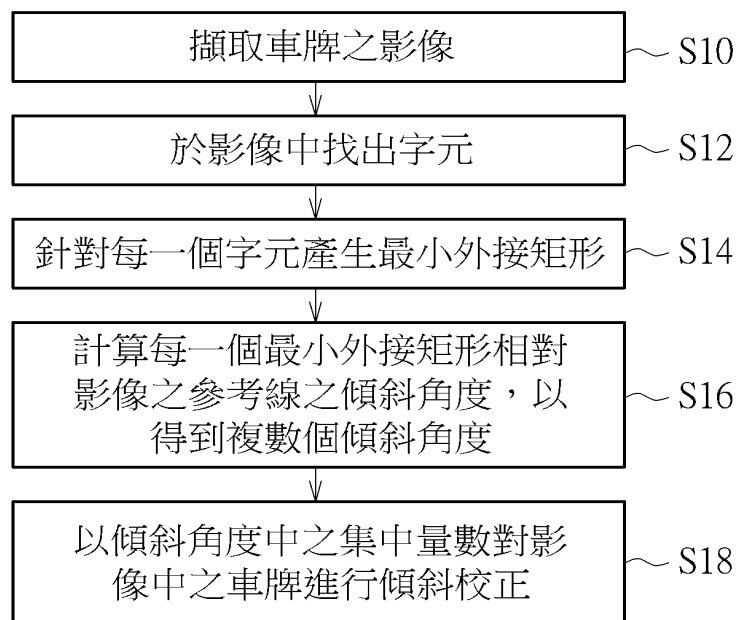 擷取車牌之影像
S10
於影像中找出字元
S12
針對每一個字元產生最小外接矩形
S14
計算每一個最小外接矩形相對
影像之參考線之傾斜角度，以
得到複數個傾斜角度
S16
以傾斜角度中之集中量數對影
像中之車牌進行傾斜校正
S18